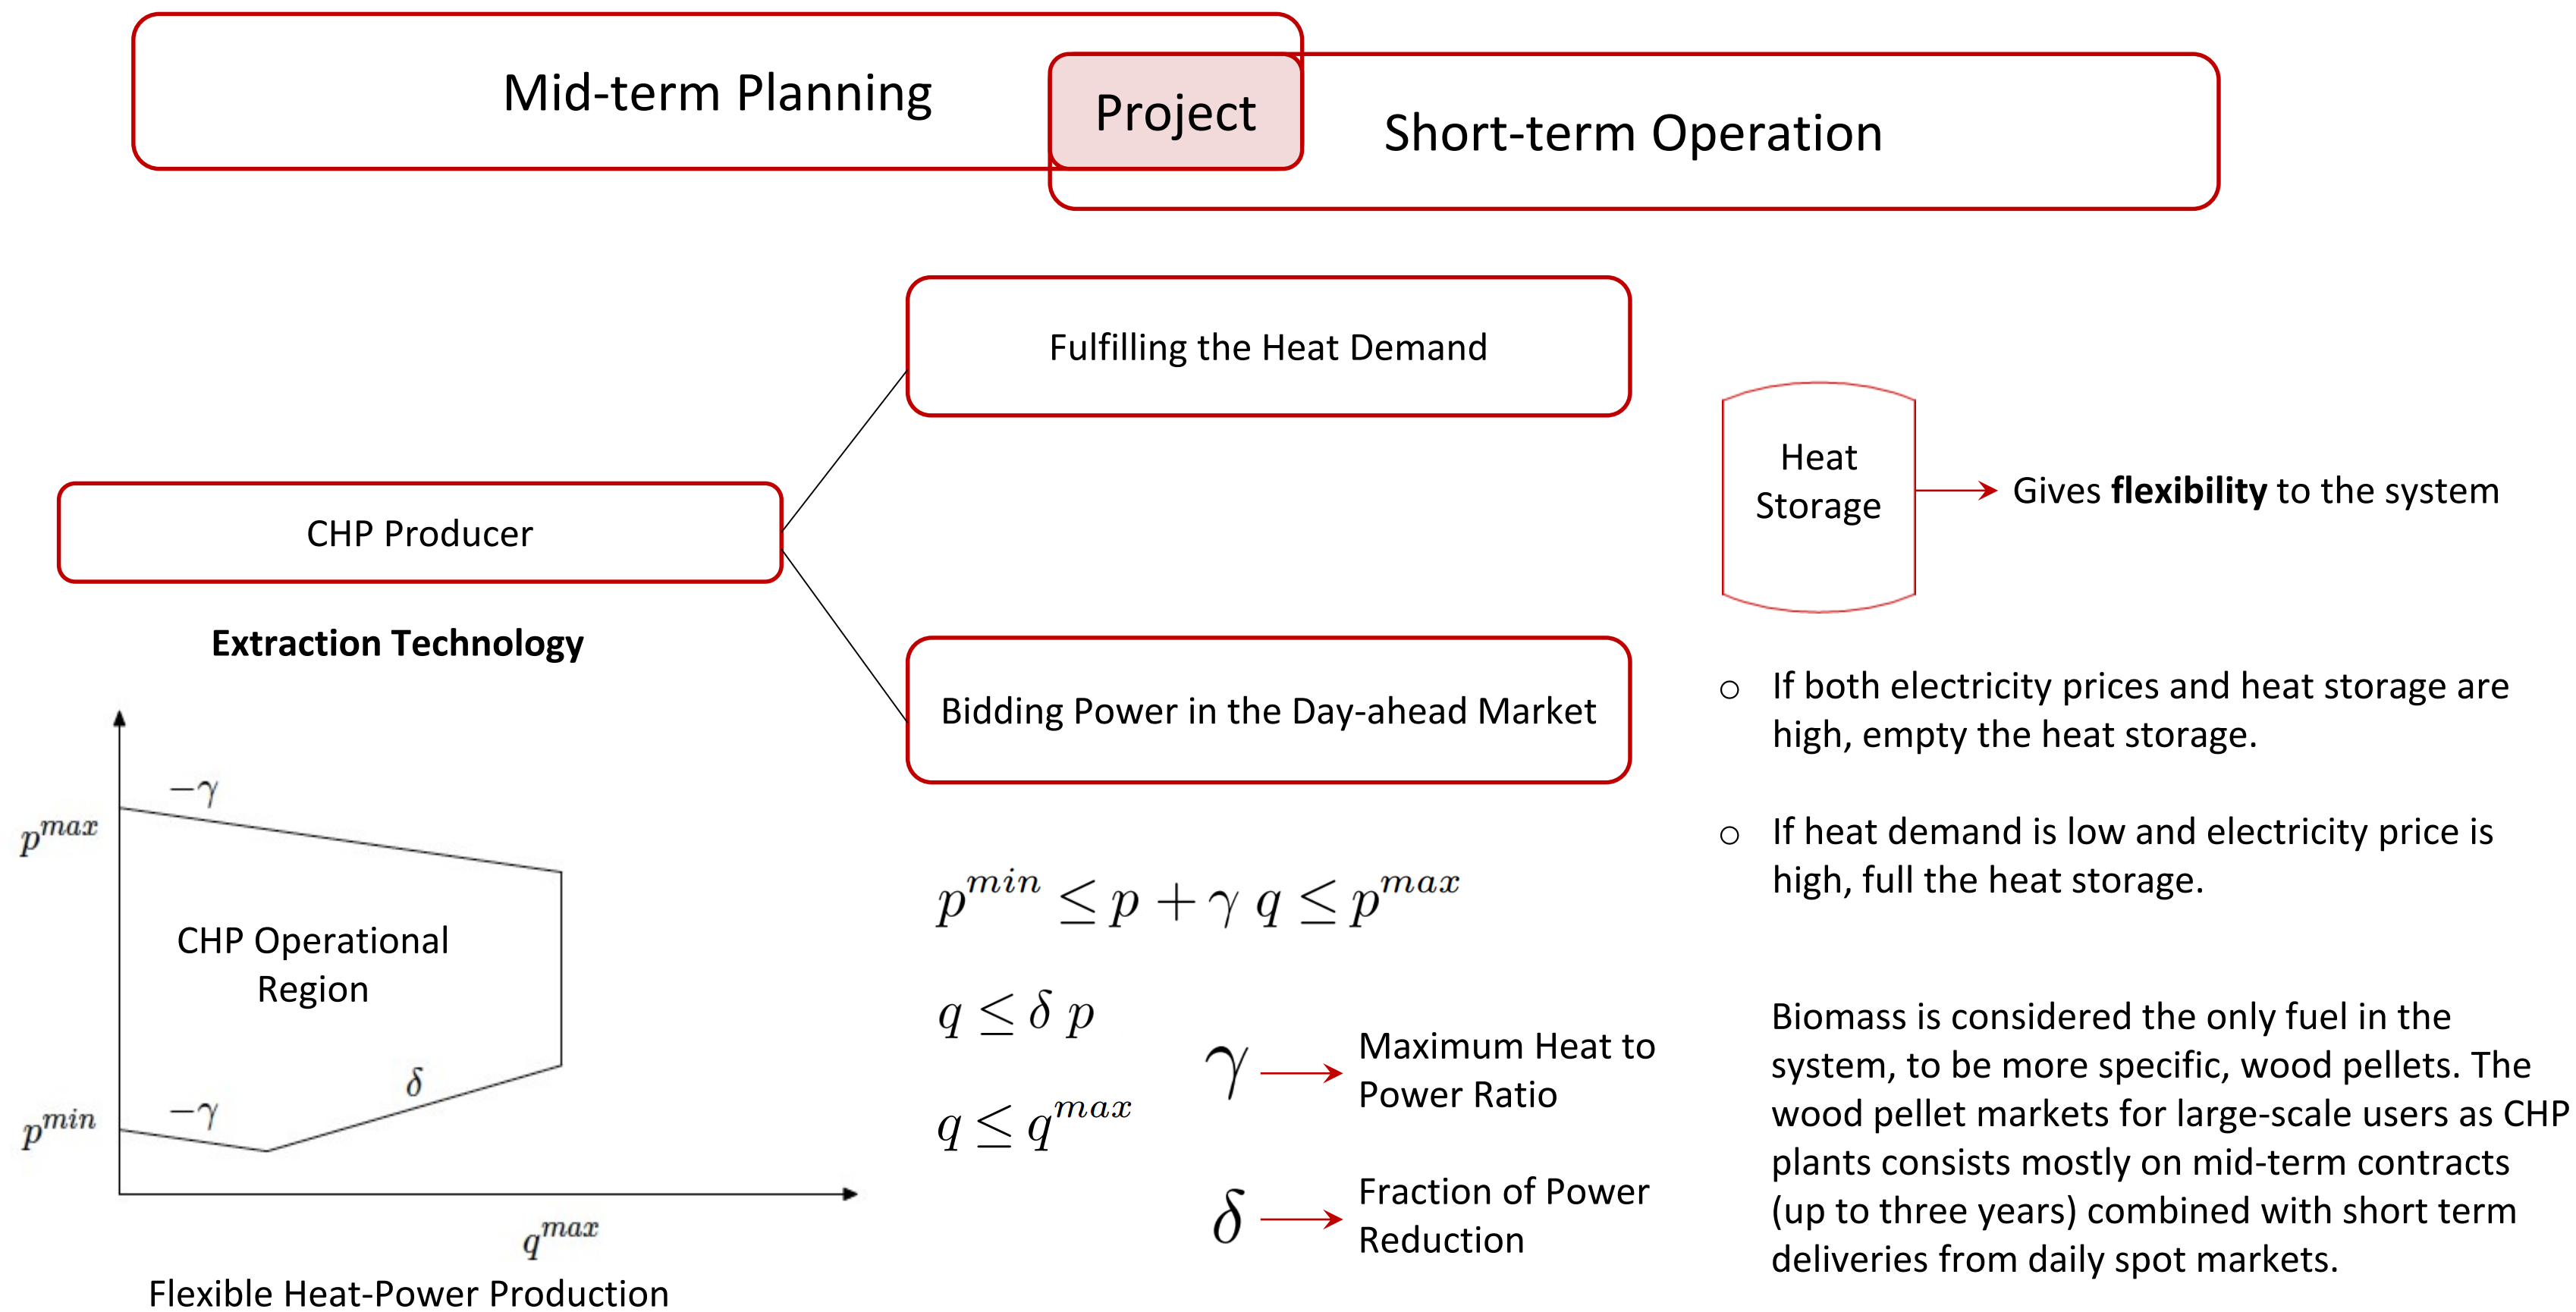 Mid-term Planning
Project
Short-term Operation
Fulfilling the Heat Demand
CHP Producer
Heat
Storage
Gives flexibility to the system
Extraction Technology
Bidding Power in the Day-ahead Market
○ If both electricity prices and heat storage are
high, empty the heat storage.
○ If heat demand is low and electricity price is
high, full the heat storage.
−γ
p^max
CHP Operational
Region
δ
−γ
p^min
q^max
Flexible Heat-Power Production
p^min ≤ p + γ q ≤ p^max
q ≤ δ p
q ≤ q^max
γ
Maximum Heat to
Power Ratio
δ
Fraction of Power
Reduction
Biomass is considered the only fuel in the
system, to be more specific, wood pellets. The
wood pellet markets for large-scale users as CHP
plants consists mostly on mid-term contracts
(up to three years) combined with short term
deliveries from daily spot markets.